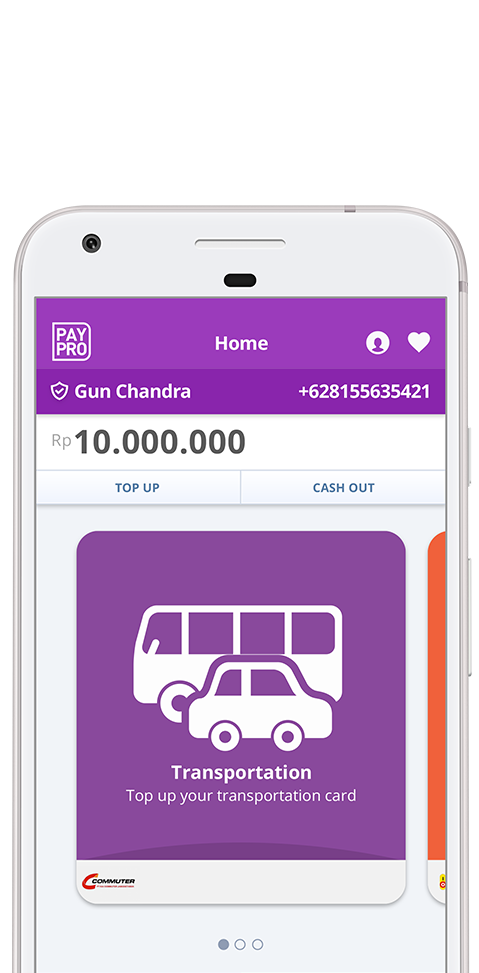 PAY
PRO
Home
Gun Chandra
+628155635421
Rp 10.000.000
TOP UP
CASH OUT
Transportation
Top up your transportation card
COMMUTER